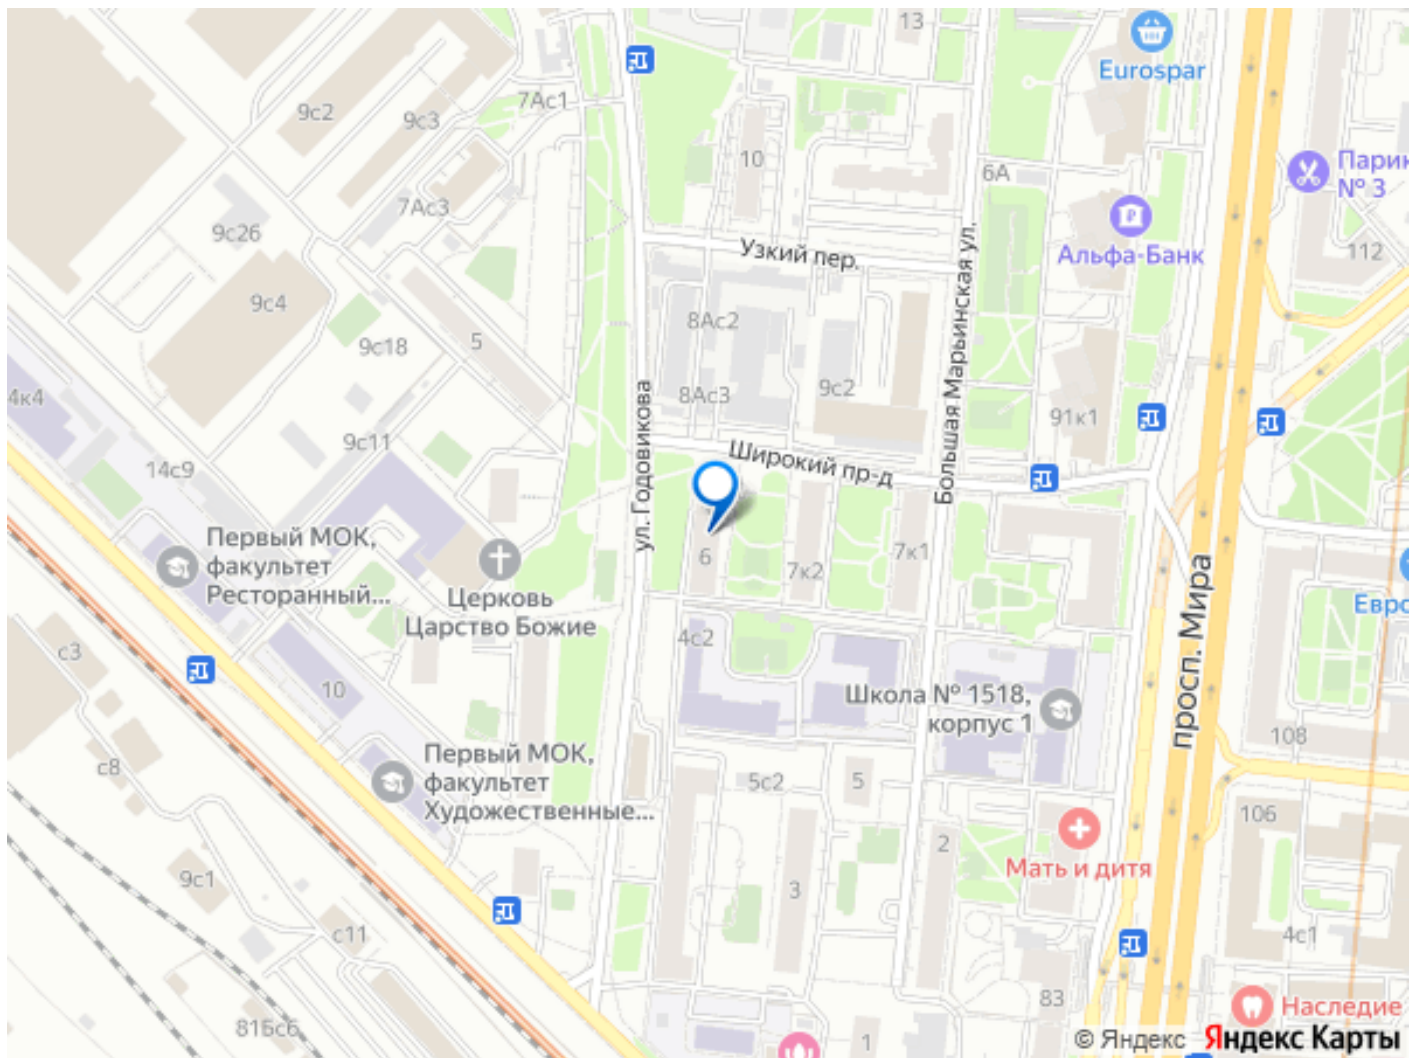 13
Eurospar
7Ас1
9с2
9с3
10
Парик
№ 3
6А
7Ас3
9с26
Альфа-Банк
112
Узкий пер.
9с4
8Ас2
9с18
5
Большая Марьинская ул.
ул. Годовикова
8Ас3
9с2
4к4
91к1
9с11
14с9
Широкий пр-д
Первый МОК,
факультет
Ресторанный...
6
7к2
7к1
просп. Мира
Церковь
Царство Божие
Евро
4с2
с3
10
Школа № 1518,
корпус 1
108
с8
Первый МОК,
факультет
Художественные...
5с2
5
106
2
Мать и дитя
9с1
3
с11
4с1
83
Наследие
81Бс6
1
© Яндекс Яндекс Карты